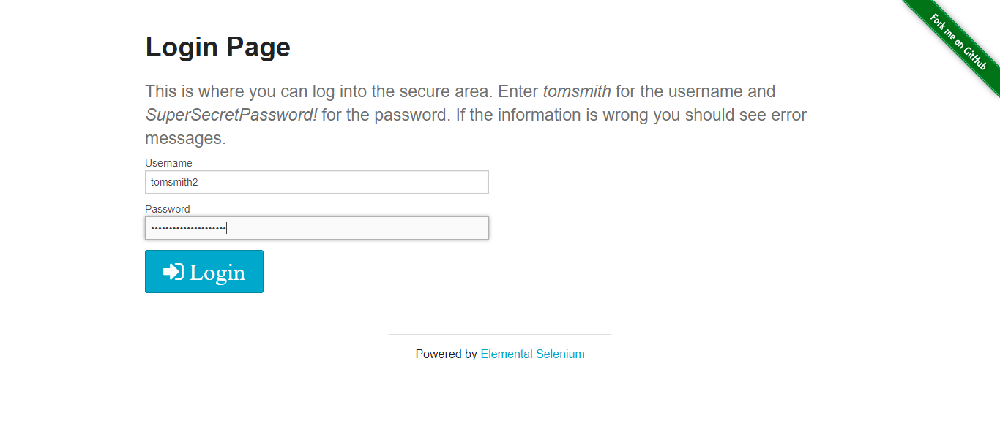 Fork me on GitHub
Login Page
This is where you can log into the secure area. Enter tomsmith for the username and
SuperSecretPassword! for the password. If the information is wrong you should see error
messages.
Username
tomsmith2
Password
•••••••••••••••••••••
Login
Powered by Elemental Selenium